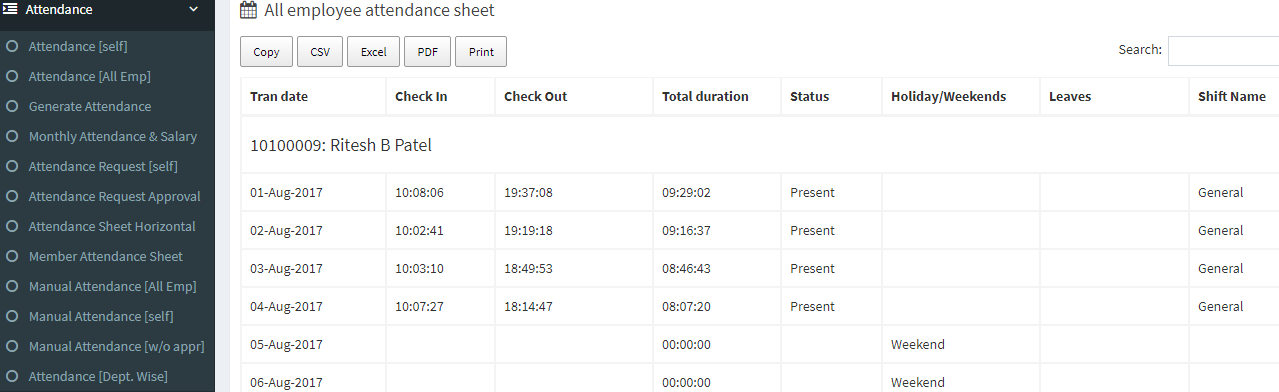 Attendance
Attendance [self]
Attendance [All Emp]
Generate Attendance
Monthly Attendance & Salary
Attendance Request [self]
Attendance Request Approval
Attendance Sheet Horizontal
Member Attendance Sheet
Manual Attendance [All Emp]
Manual Attendance [self]
Manual Attendance [w/o appr]
Attendance [Dept. Wise]
All employee attendance sheet
Copy CSV Excel PDF Print Search:
Tran date Check In Check Out Total duration Status Holiday/Weekends Leaves Shift Name
10100009: Ritesh B Patel
01-Aug-2017 10:08:06 19:37:08 09:29:02 Present General
02-Aug-2017 10:02:41 19:19:18 09:16:37 Present General
03-Aug-2017 10:03:10 18:49:53 08:46:43 Present General
04-Aug-2017 10:07:27 18:14:47 08:07:20 Present General
05-Aug-2017 00:00:00 Weekend
06-Aug-2017 00:00:00 Weekend